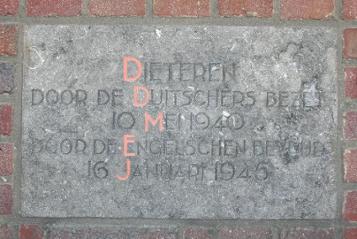 DIETEREN
DOOR DE DUITSCHERS BEZET
10 MEI 1940
DOOR DE ENGELSCHEN BEVRIJD
16 JANUARI 1945